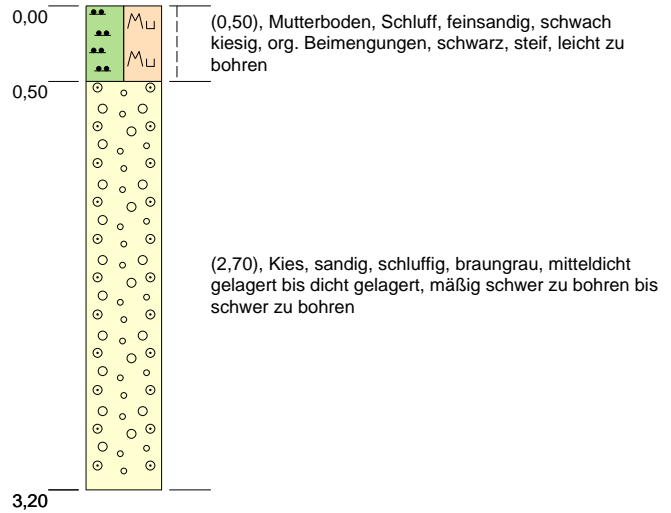 0,00
(0,50), Mutterboden, Schluff, feinsandig, schwach
kiesig, org. Beimengungen, schwarz, steif, leicht zu
bohren
Mu
Mu
0,50
(2,70), Kies, sandig, schluffig, braungrau, mitteldicht
gelagert bis dicht gelagert, mäßig schwer zu bohren bis
schwer zu bohren
3,20